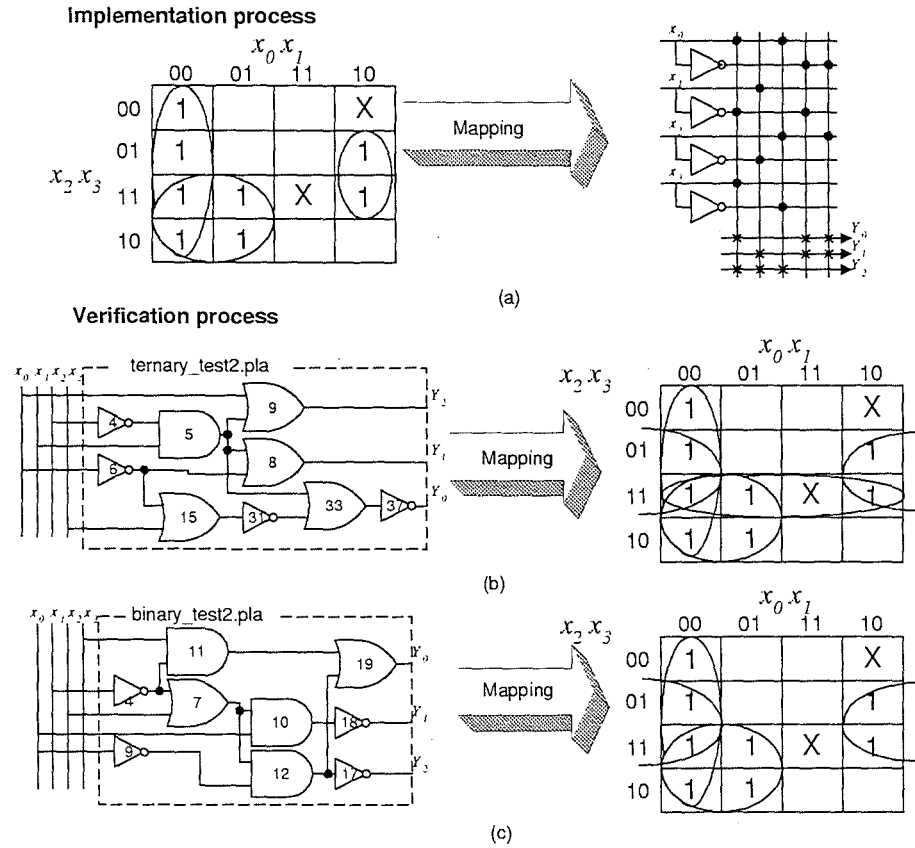 Implementation process
x0 x1
00 01 11 10
00 1 X
01 1 1
x2 x3
11 1 1 X 1
10 1 1
Mapping
x0
x1
x2
Y0
Y1
Y2
(a)
Verification process
ternary_test2.pla
x0 x1 x2 x3
4
5
6
9
8
15
31
33
37
Y2
Y1
Y0
Mapping
x0 x1
x2 x3
00 01 11 10
00 1 X
01 1 1
11 1 1 X 1
10 1 1
(b)
binary_test2.pla
x0 x1 x2 x3
11
4
7
9
10
12
19
18
17
Y0
Y1
Y2
Mapping
x0 x1
x2 x3
00 01 11 10
00 1 X
01 1 1
11 1 1 X 1
10 1 1
(c)